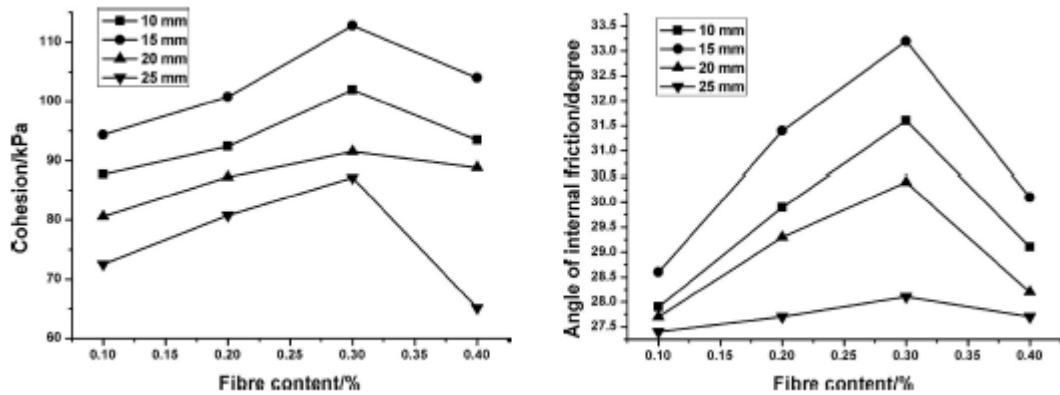 10 mm
15 mm
20 mm
25 mm
110
100
90
80
70
60
Cohesion/kPa
0.10 0.15 0.20 0.25 0.30 0.35 0.40
Fibre content/%
10 mm
15 mm
20 mm
25 mm
33.5
33.0
32.5
32.0
31.5
31.0
30.5
30.0
29.5
29.0
28.5
28.0
27.5
Angle of internal friction/degree
0.10 0.15 0.20 0.25 0.30 0.35 0.40
Fibre content/%